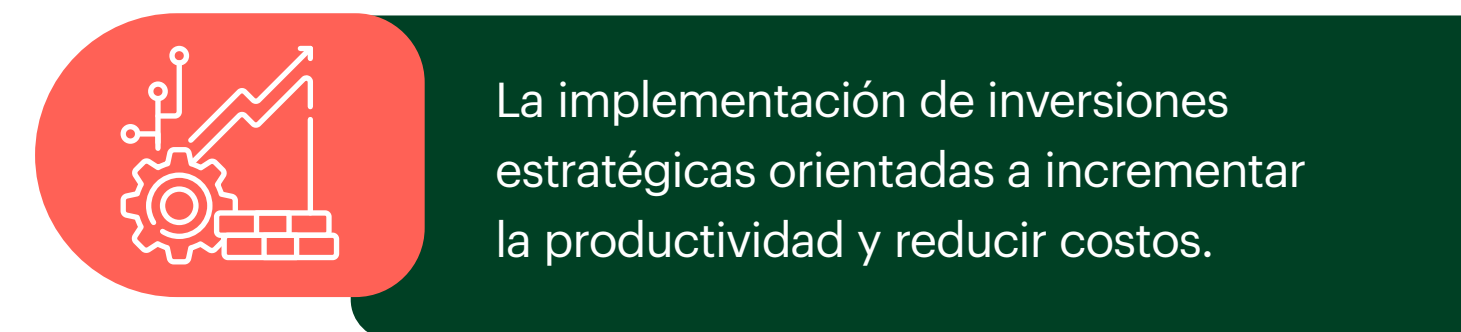 La implementación de inversiones
estratégicas orientadas a incrementar
la productividad y reducir costos.